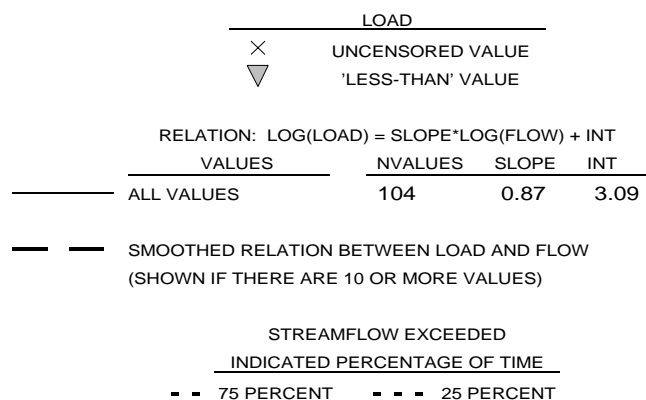 LOAD
UNCENSORED VALUE
'LESS-THAN' VALUE
RELATION: LOG(LOAD) = SLOPE*LOG(FLOW) + INT
VALUES NVALUES SLOPE INT
ALL VALUES 104 0.87 3.09
SMOOTHED RELATION BETWEEN LOAD AND FLOW
(SHOWN IF THERE ARE 10 OR MORE VALUES)
STREAMFLOW EXCEEDED
INDICATED PERCENTAGE OF TIME
75 PERCENT 25 PERCENT